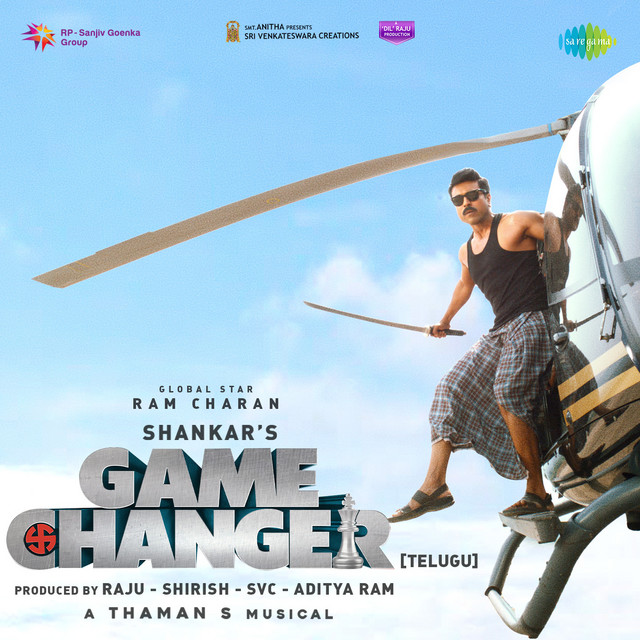 RP - Sanjiv Goenka
Group
SMT. ANITHA PRESENTS
SRI VENKATESWARA CREATIONS
A
'DIL' RAJU
PRODUCTION
saregama
GLOBAL STAR
RAM CHARAN
SHANKAR'S
GAME
CHANGER
[TELUGU]
PRODUCED BY RAJU - SHIRISH - SVC - ADITYA RAM
A THAMAN S MUSICAL